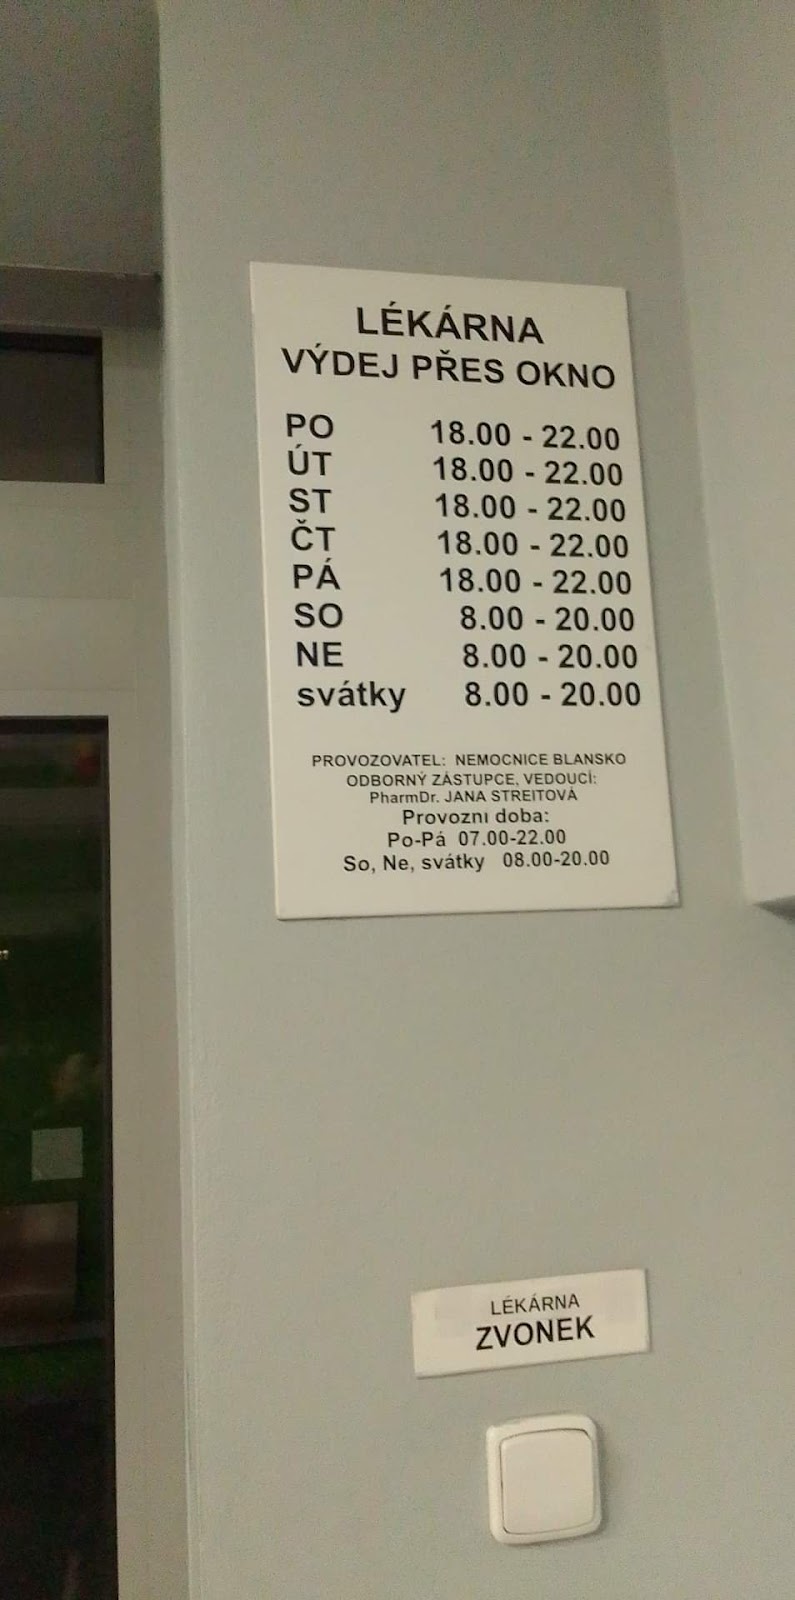 LÉKÁRNA
VÝDEJ PŘES OKNO
PO 18.00 - 22.00
ÚT 18.00 - 22.00
ST 18.00 - 22.00
ČT 18.00 - 22.00
PÁ 18.00 - 22.00
SO 8.00 - 20.00
NE 8.00 - 20.00
svátky 8.00 - 20.00
PROVOZOVATEL: NEMOCNICE BLANSKO
ODBORNÝ ZÁSTUPCE, VEDOUCÍ:
PharmDr. JANA STREITOVÁ
Provozní doba:
Po-Pá 07.00-22.00
So, Ne, svátky 08.00-20.00
LÉKÁRNA
ZVONEK